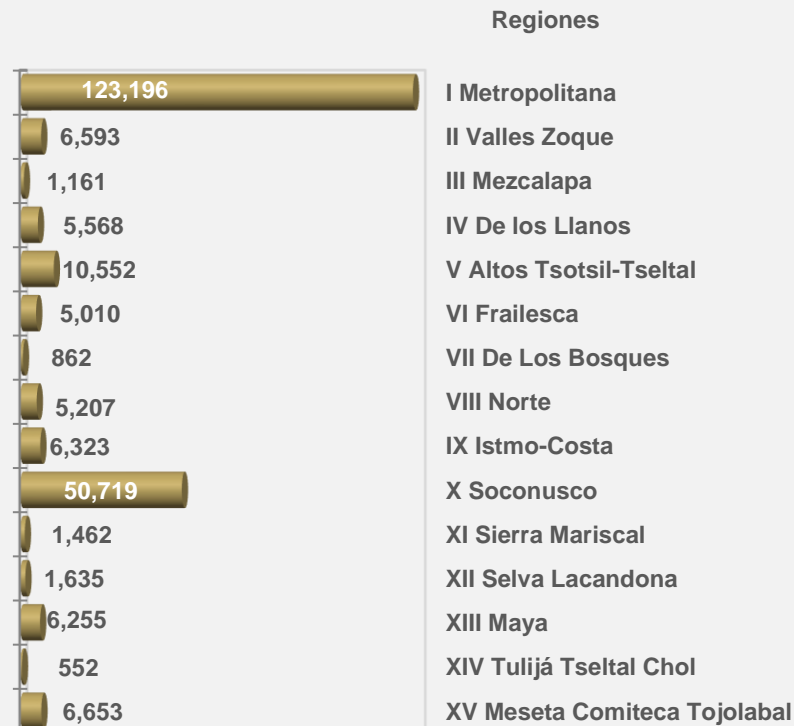 Regiones
123,196 I Metropolitana
6,593 II Valles Zoque
1,161 III Mezcalapa
5,568 IV De los Llanos
10,552 V Altos Tsotsil-Tseltal
5,010 VI Frailesca
862 VII De Los Bosques
5,207 VIII Norte
6,323 IX Istmo-Costa
50,719 X Soconusco
1,462 XI Sierra Mariscal
1,635 XII Selva Lacandona
6,255 XIII Maya
552 XIV Tulijá Tseltal Chol
6,653 XV Meseta Comiteca Tojolabal